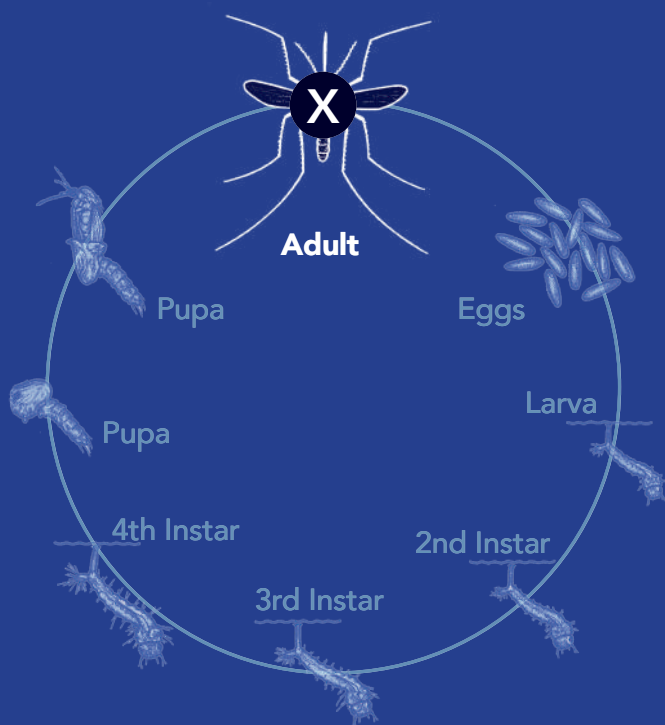 X
Adult
Pupa
Eggs
Larva
Pupa
4th Instar
2nd Instar
3rd Instar